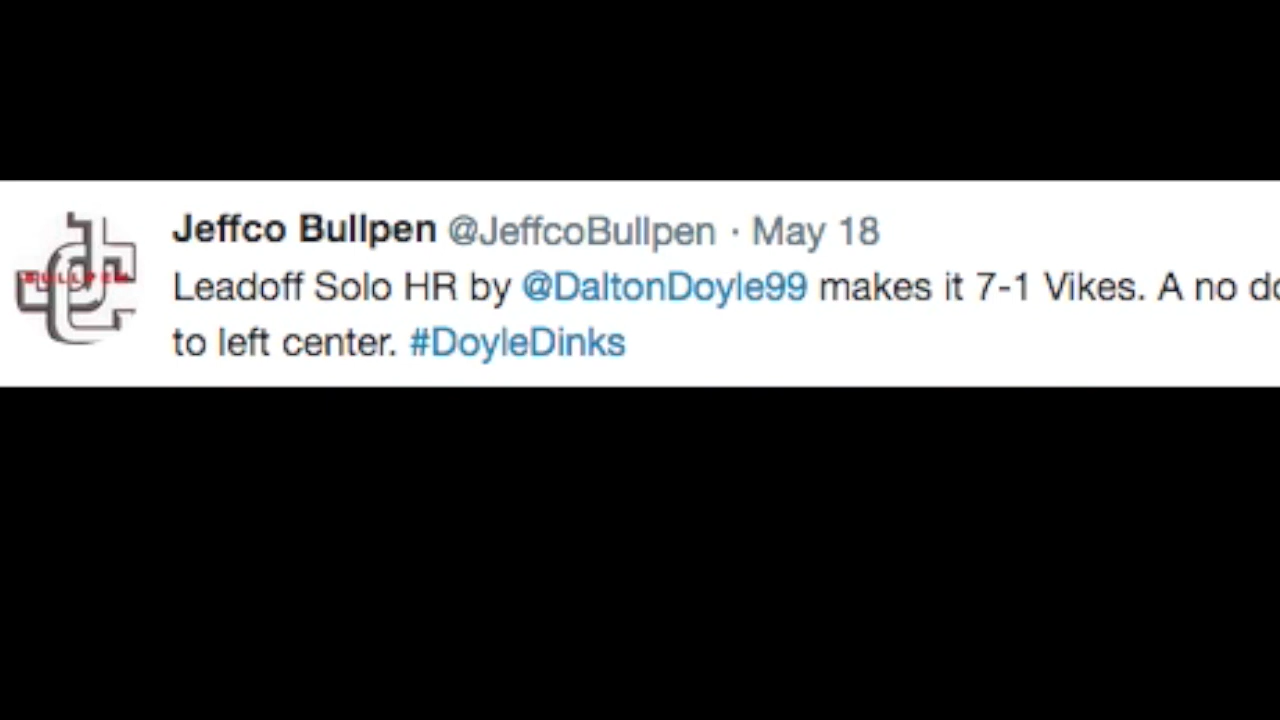 BULLPEN
Jeffco Bullpen @JeffcoBullpen · May 18
Leadoff Solo HR by @DaltonDoyle99 makes it 7-1 Vikes. A no
to left center. #DoyleDinks